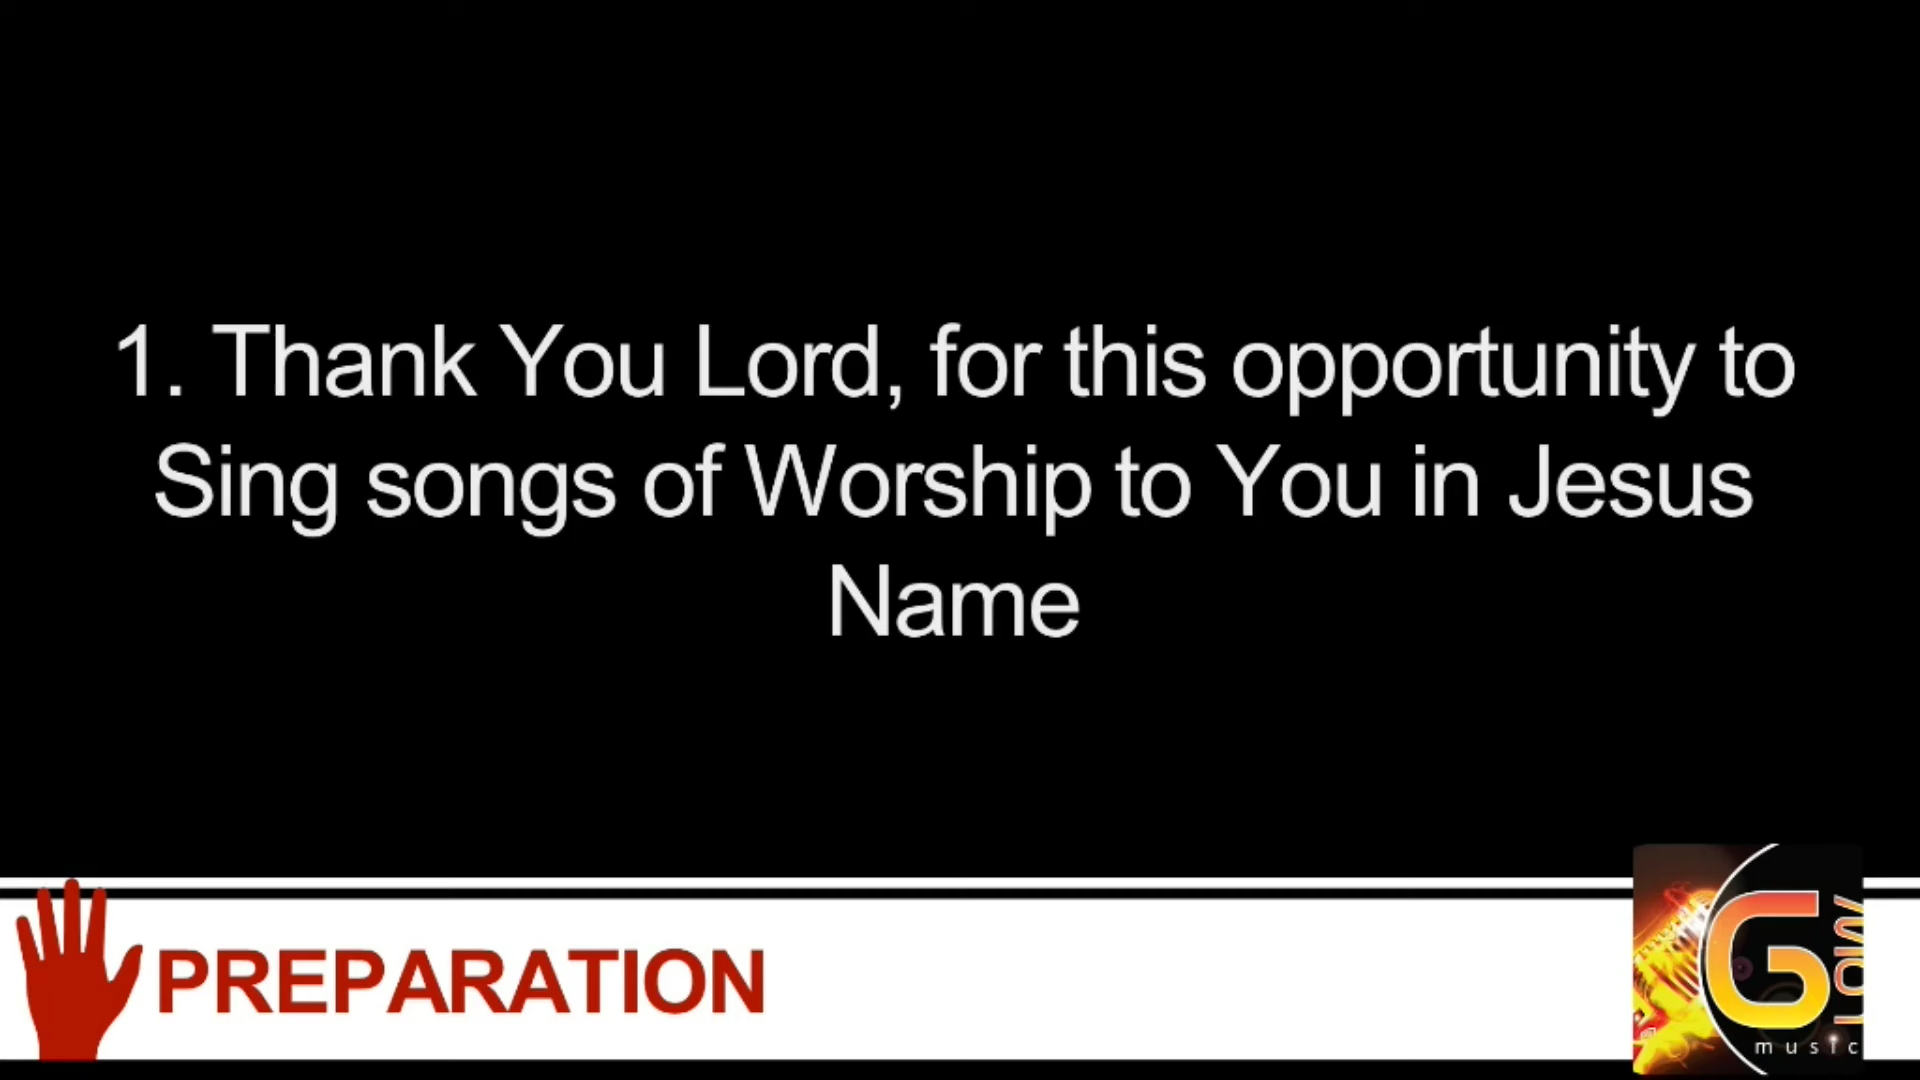 1. Thank You Lord, for this opportunity to
Sing songs of Worship to You in Jesus
Name
PREPARATION
G
LOW
music